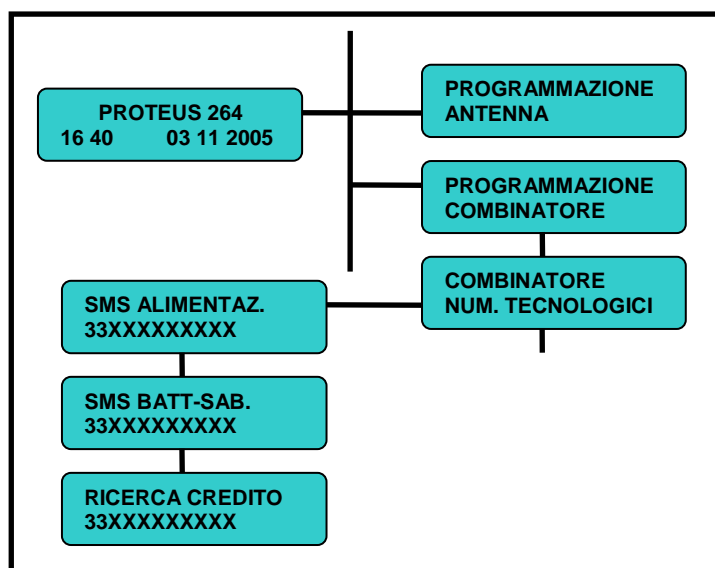 PROTEUS 264
16 40 03 11 2005
PROGRAMMAZIONE
ANTENNA
PROGRAMMAZIONE
COMBINATORE
COMBINATORE
NUM. TECNOLOGICI
SMS ALIMENTAZ.
33XXXXXXXXX
SMS BATT-SAB.
33XXXXXXXXX
RICERCA CREDITO
33XXXXXXXXX